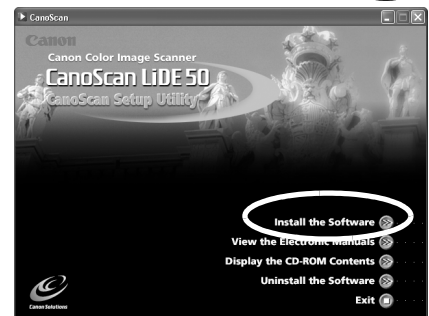 CanoScan
Canon
Canon Color Image Scanner
CanoScan LiDE 50
CanoScan Setup Utility
Install the Software
View the Electronic Manuals
Display the CD-ROM Contents
Uninstall the Software
Exit
Canon Solutions